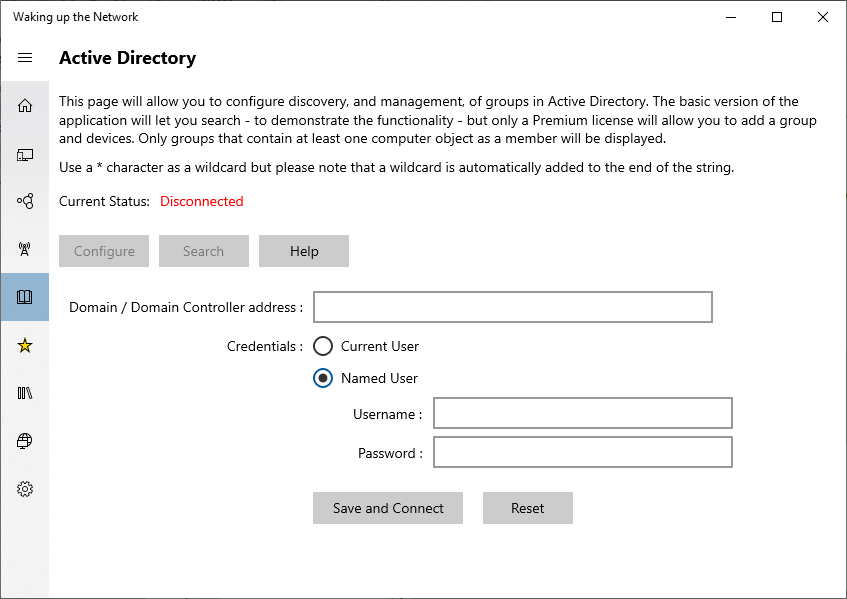 Waking up the Network
Active Directory
This page will allow you to configure discovery, and management, of groups in Active Directory. The basic version of the
application will let you search - to demonstrate the functionality - but only a Premium license will allow you to add a group
and devices. Only groups that contain at least one computer object as a member will be displayed.
Use a * character as a wildcard but please note that a wildcard is automatically added to the end of the string.
Current Status: Disconnected
Configure Search Help
Domain / Domain Controller address :
Credentials : Current User
Named User
Username :
Password :
Save and Connect Reset